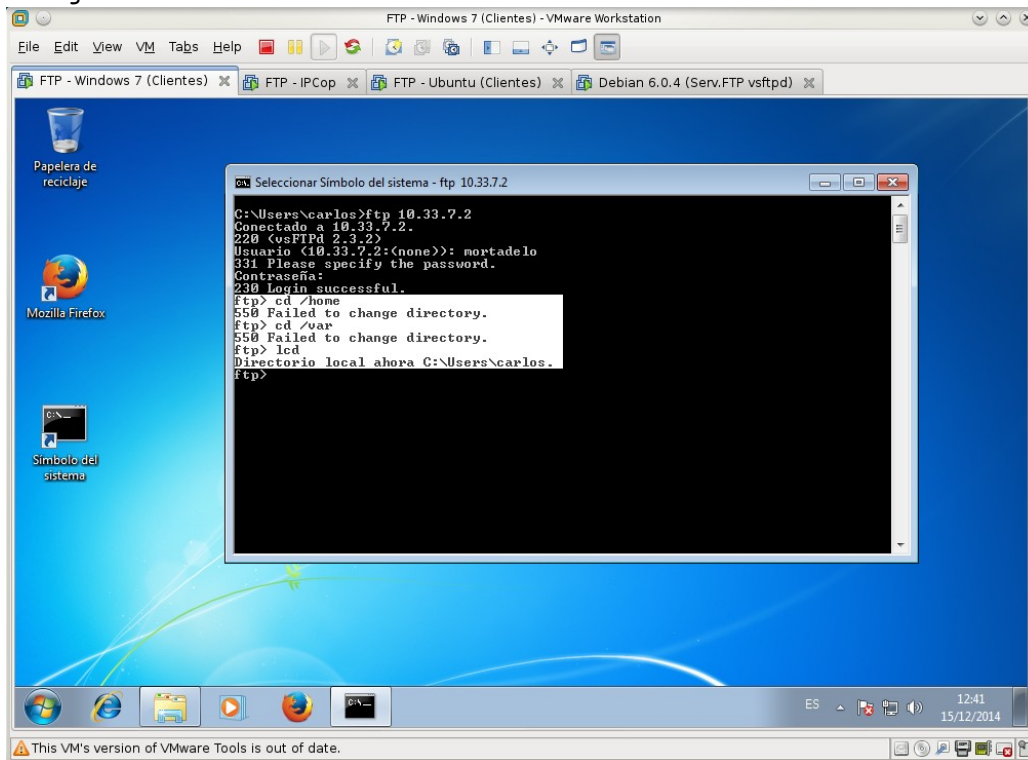 FTP - Windows 7 (Clientes) - VMware Workstation
File Edit View VM Tabs Help
FTP - Windows 7 (Clientes) FTP - IPCop FTP - Ubuntu (Clientes) Debian 6.0.4 (Serv.FTP vsftpd)
Papelera de
reciclaje
Seleccionar Símbolo del sistema - ftp 10.33.7.2
C:\Users\carlos>ftp 10.33.7.2
Conectado a 10.33.7.2.
220 (vsFTPd 2.3.2)
Usuario (10.33.7.2:(none)): mortadelo
331 Please specify the password.
Contraseña:
230 Login successful.
ftp> cd /home
550 Failed to change directory.
ftp> cd /var
550 Failed to change directory.
ftp> lcd
Directorio local ahora C:\Users\carlos.
ftp>
Mozilla Firefox
Símbolo del
sistema
ES
12:41
15/12/2014
This VM's version of VMware Tools is out of date.